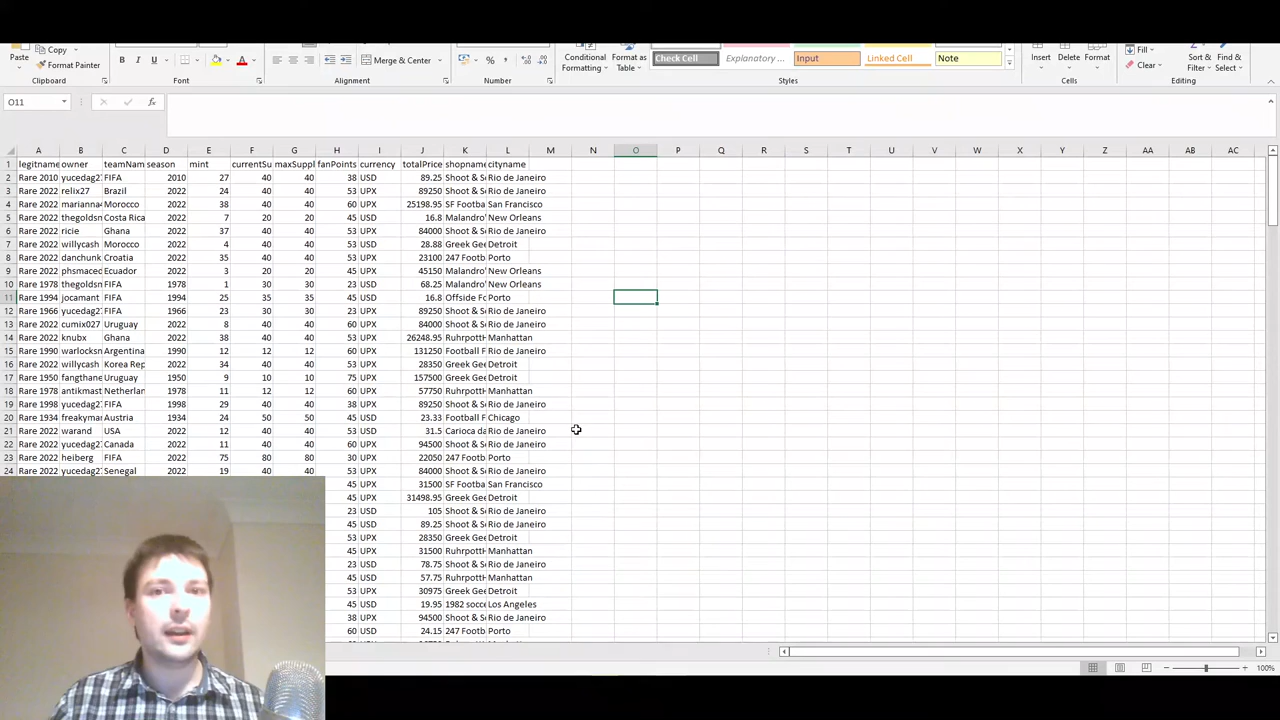 Paste Copy Format Painter Clipboard
B Font
Merge & Center Alignment
% Number
Conditional Formatting Format as Table
Check Cell Explanatory ... Input Linked Cell Note
Styles
Insert Delete Format Cells
Fill Clear Sort & Filter Find & Select Editing
O11 fx
A B C D E F G H I J K L M N O P Q R S T U V W X Y Z AA AB AC
1 legitname owner teamNam season mint currentSu maxSuppl fanPoints currency totalPrice shopname cityname
2 Rare 2010 yucedag2 FIFA 2010 27 40 40 38 USD 89.25 Shoot & S Rio de Janeiro
3 Rare 2022 relix27 Brazil 2022 24 40 40 53 UPX 89250 Shoot & S Rio de Janeiro
4 Rare 2022 marianna Morocco 2022 38 40 40 60 UPX 25198.95 SF Footba San Francisco
5 Rare 2022 thegoldsn Costa Rica 2022 7 20 20 45 USD 16.8 Malandro' New Orleans
6 Rare 2022 ricie Ghana 2022 37 40 40 53 UPX 84000 Shoot & S Rio de Janeiro
7 Rare 2022 willycash Morocco 2022 4 40 40 53 USD 28.88 Greek Gee Detroit
8 Rare 2022 danchunk Croatia 2022 35 40 40 60 UPX 23100 247 Footb Porto
9 Rare 2022 phsmaced Ecuador 2022 3 20 20 45 UPX 45150 Malandro' New Orleans
10 Rare 1978 thegoldsn FIFA 1978 1 30 30 23 USD 68.25 Malandro' New Orleans
11 Rare 1994 jocamant FIFA 1994 25 35 35 45 USD 16.8 Offside Fo Porto
12 Rare 1966 yucedag2 FIFA 1966 23 30 30 23 UPX 89250 Shoot & S Rio de Janeiro
13 Rare 2022 cumix027 Uruguay 2022 8 40 40 60 UPX 84000 Shoot & S Rio de Janeiro
14 Rare 2022 knubx Ghana 2022 38 40 40 53 UPX 26248.95 RuhrpottH Manhattan
15 Rare 1990 warlocksn Argentina 1990 12 12 12 60 UPX 131250 Football F Rio de Janeiro
16 Rare 2022 willycash Korea Rep 2022 34 40 40 53 UPX 28350 Greek Gee Detroit
17 Rare 1950 fangthane Uruguay 1950 9 10 10 75 UPX 157500 Greek Gee Detroit
18 Rare 1978 antikmast Netherlan 1978 11 12 12 60 UPX 57750 RuhrpottH Manhattan
19 Rare 1998 yucedag2 FIFA 1998 29 40 40 38 UPX 89250 Shoot & S Rio de Janeiro
20 Rare 1934 freakyma Austria 1934 24 50 50 45 USD 23.33 Football F Chicago
21 Rare 2022 warand USA 2022 12 40 40 53 USD 31.5 Carioca da Rio de Janeiro
22 Rare 2022 yucedag2 Canada 2022 11 40 40 60 UPX 94500 Shoot & S Rio de Janeiro
23 Rare 2022 heiberg FIFA 2022 75 80 80 30 UPX 22050 247 Footb Porto
24 Rare 2022 yucedag2 Senegal 2022 19 40 40 53 UPX 84000 Shoot & S Rio de Janeiro
45 UPX 31500 SF Footba San Francisco
45 UPX 31498.95 Greek Gee Detroit
23 USD 105 Shoot & S Rio de Janeiro
45 USD 89.25 Shoot & S Rio de Janeiro
53 UPX 28350 Greek Gee Detroit
45 UPX 31500 RuhrpottH Manhattan
23 USD 78.75 Shoot & S Rio de Janeiro
45 USD 57.75 RuhrpottH Manhattan
53 UPX 30975 Greek Gee Detroit
45 USD 19.95 1982 socce Los Angeles
38 UPX 94500 Shoot & S Rio de Janeiro
60 USD 24.15 247 Footb Porto
100%